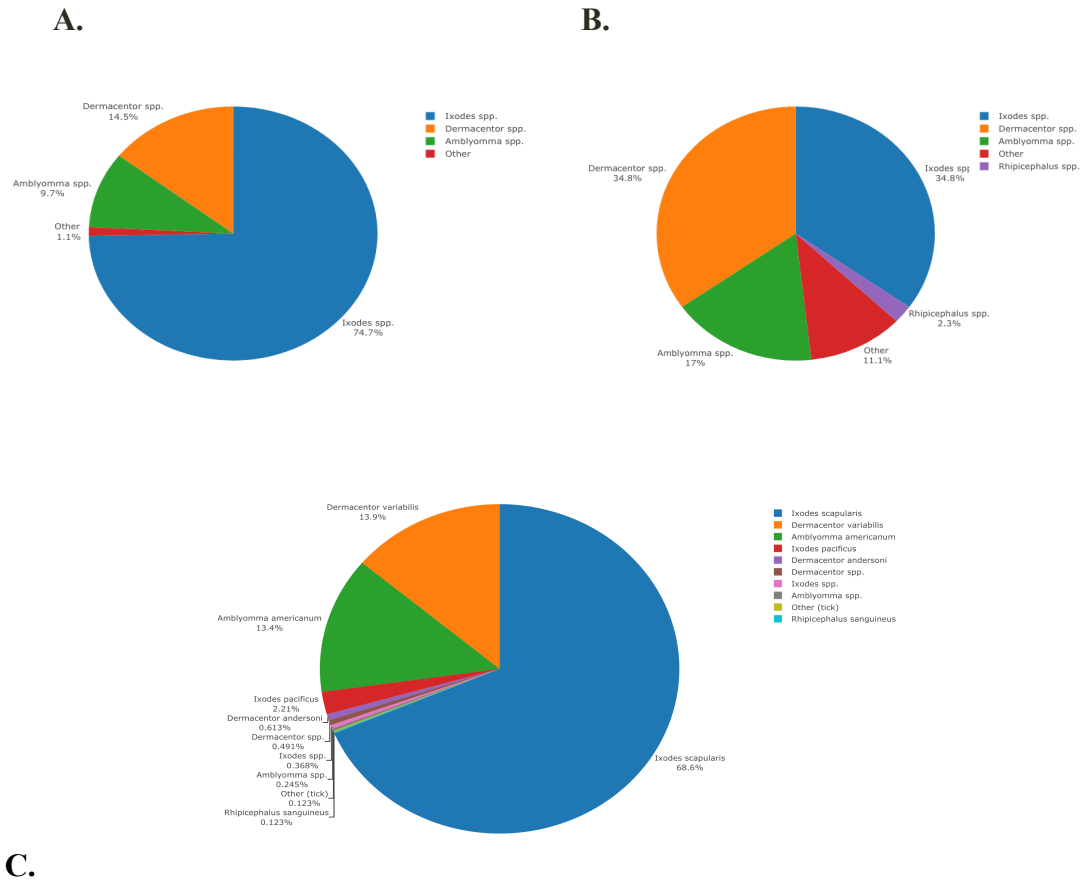 A.
Dermacentor spp.
14.5%
Amblyomma spp.
9.7%
Other
1.1%
Ixodes spp.
74.7%
Ixodes spp.
Dermacentor spp.
Amblyomma spp.
Other
B.
Dermacentor spp.
34.8%
Ixodes spp
34.8%
Rhipicephalus spp.
2.3%
Other
11.1%
Amblyomma spp.
17%
Ixodes spp.
Dermacentor spp.
Amblyomma spp.
Other
Rhipicephalus spp.
Dermacentor variabilis
13.9%
Amblyomma americanum
13.4%
Ixodes pacificus
2.21%
Dermacentor andersoni
0.613%
Dermacentor spp.
0.491%
Ixodes spp.
0.368%
Amblyomma spp.
0.245%
Other (tick)
0.123%
Rhipicephalus sanguineus
0.123%
Ixodes scapularis
68.6%
Ixodes scapularis
Dermacentor variabilis
Amblyomma americanum
Ixodes pacificus
Dermacentor andersoni
Dermacentor spp.
Ixodes spp.
Amblyomma spp.
Other (tick)
Rhipicephalus sanguineus
C.